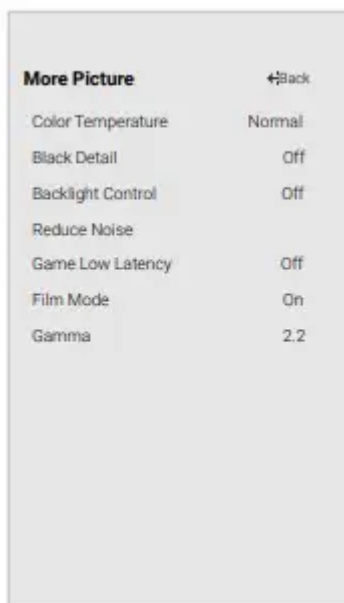 More Picture Back
Color Temperature Normal
Black Detail Off
Backlight Control Off
Reduce Noise
Game Low Latency Off
Film Mode On
Gamma 2.2